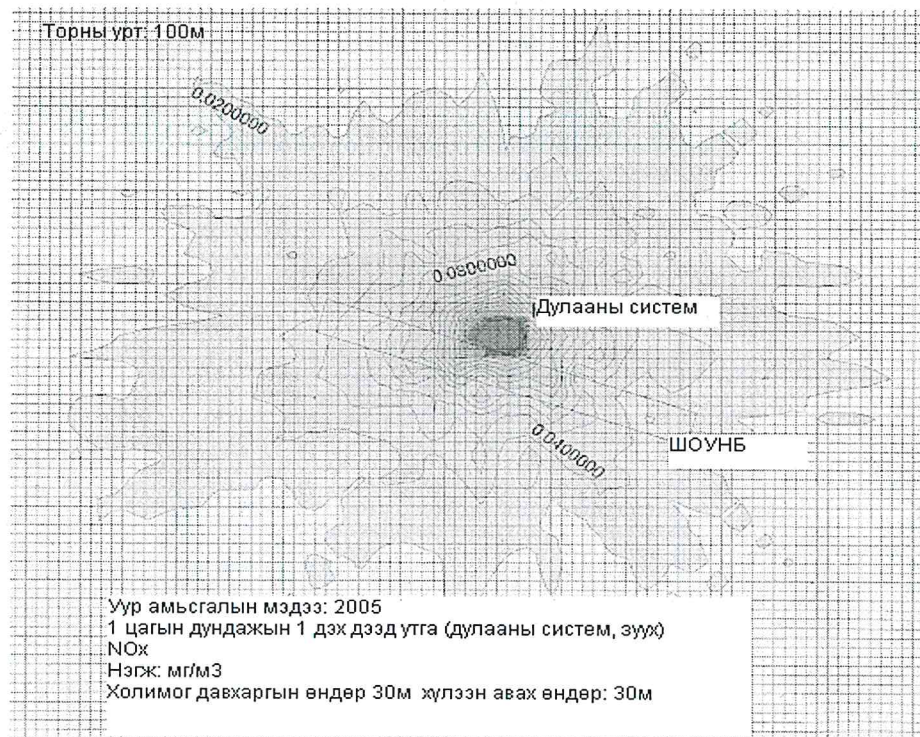 Торны урт: 100м
0.0200000
0.0800000
Дулааны систем
ШОУНБ
0.0400000
Уур амьсгалын мэдээ: 2005
1 цагын дундажын 1 дэх дээд утга (дулааны систем, зуух)
NOx
Нэгж: мг/м3
Холимог давхаргын өндөр 30м хүлээн авах өндөр: 30м